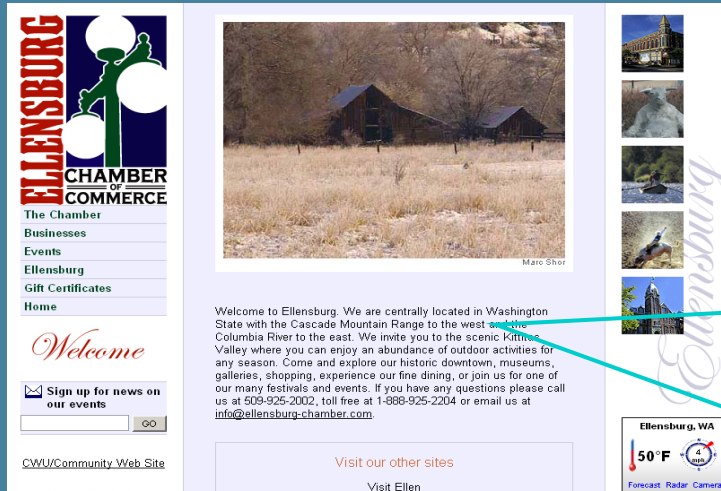 ELLENSBURG
CHAMBER
OF
COMMERCE
The Chamber
Businesses
Events
Ellensburg
Gift Certificates
Home
Welcome
Sign up for news on
our events
GO
CWU/Community Web Site
Marc Shor
Welcome to Ellensburg. We are centrally located in Washington
State with the Cascade Mountain Range to the west and the
Columbia River to the east. We invite you to the scenic Kittitas
Valley where you can enjoy an abundance of outdoor activities for
any season. Come and explore our historic downtown, museums,
galleries, shopping, experience our fine dining, or join us for one of
our many festivals and events. If you have any questions please call
us at 509-925-2002, toll free at 1-888-925-2204 or email us at
info@ellensburg-chamber.com.
Visit our other sites
Visit Ellen
Ellensburg
Ellensburg, WA
50°F
4
mph
Forecast Radar Camera